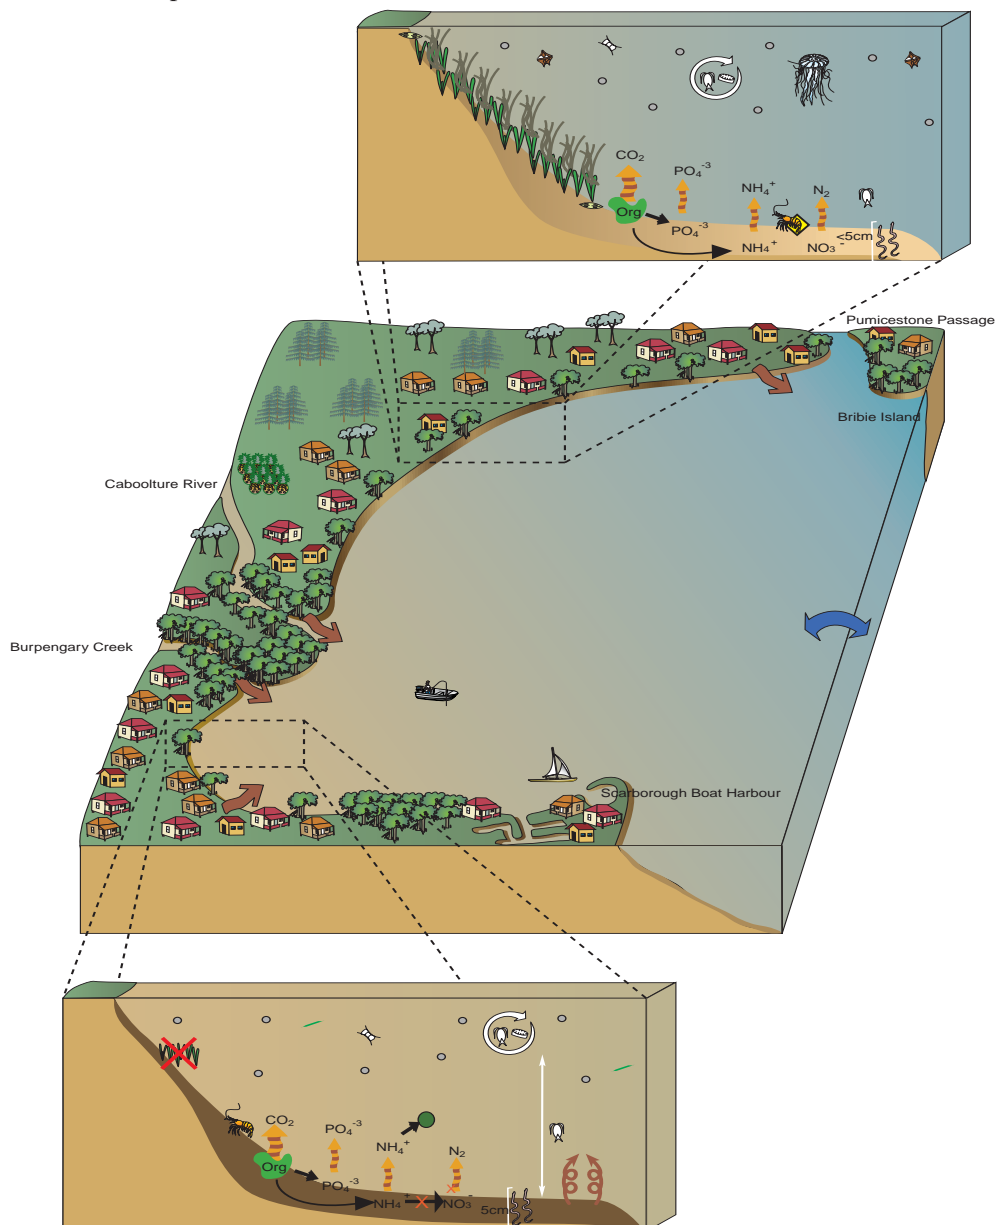 CO2
PO4-3
NH4+
N2
Org
PO4-3
NH4+
NO3-
<5cm
Pumicestone Passage
Bribie Island
Caboolture River
Burpengary Creek
Scarborough Boat Harbour
CO2
PO4-3
NH4+
N2
Org
PO4-3
NH4+
NO3-
5cm